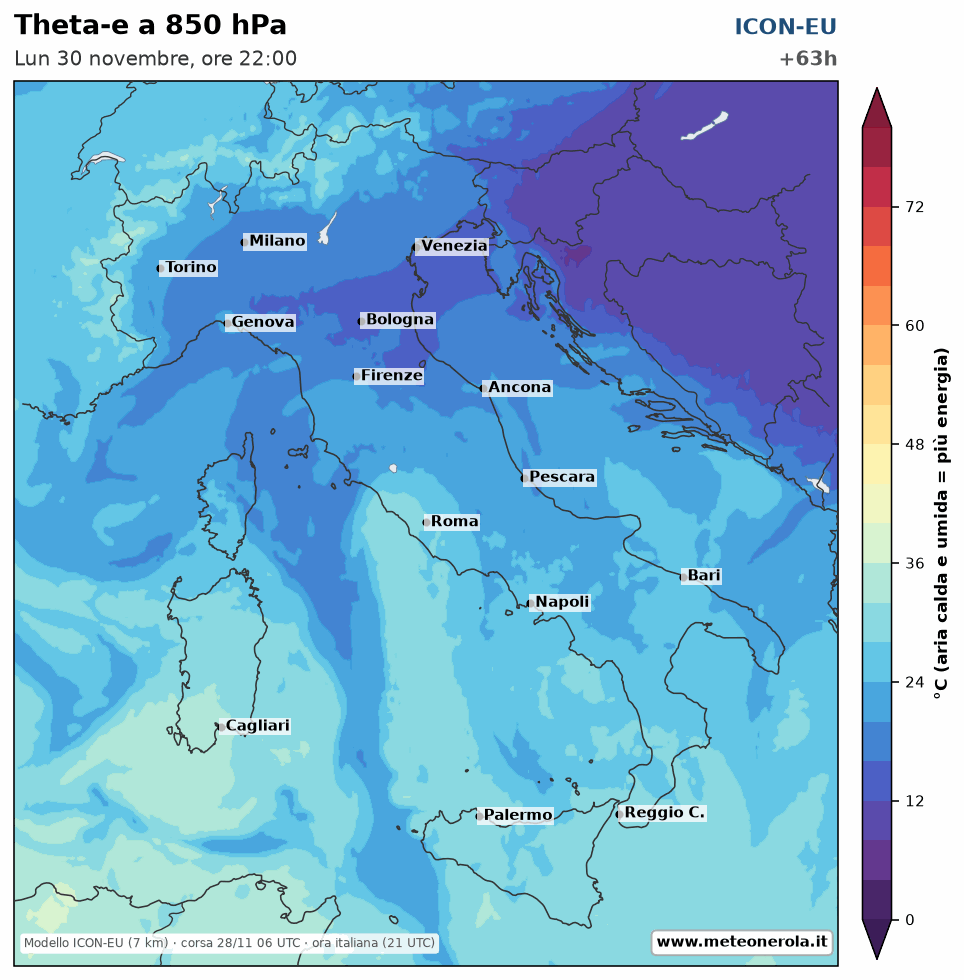 Theta-e a 850 hPa
ICON-EU
Lun 30 novembre, ore 22:00
+63h
Milano
Venezia
Torino
Genova
Bologna
Firenze
Ancona
Pescara
Roma
Bari
Napoli
Cagliari
Palermo
Reggio C.
72
60
48
36
24
12
0
°C (aria calda e umida = più energia)
Modello ICON-EU (7 km) · corsa 28/11 06 UTC · ora italiana (21 UTC)
www.meteonerola.it